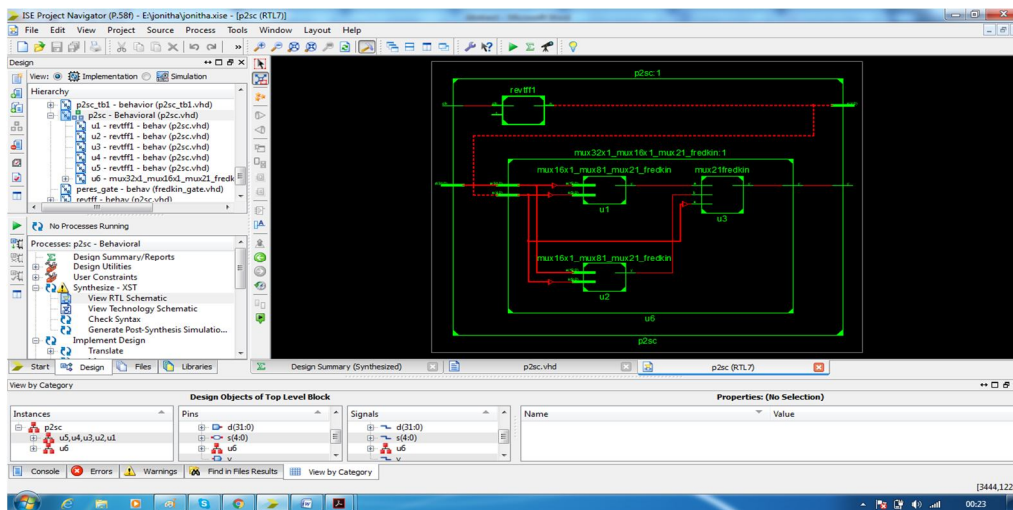 ISE Project Navigator (P.58f) - E:\jonitha\jonitha.xise - [p2sc (RTL7)]
File Edit View Project Source Process Tools Window Layout Help
Design
View: Implementation Simulation
Hierarchy
p2sc_tb1 - behavior (p2sc_tb1.vhd)
p2sc - Behavioral (p2sc.vhd)
u1 - revtff1 - behav (p2sc.vhd)
u2 - revtff1 - behav (p2sc.vhd)
u3 - revtff1 - behav (p2sc.vhd)
u4 - revtff1 - behav (p2sc.vhd)
u5 - revtff1 - behav (p2sc.vhd)
u6 - mux32x1_mux16x1_mux21_fredk
peres_gate - behav (fredkin_gate.vhd)
revtff - behav (p2sc.vhd)
No Processes Running
Processes: p2sc - Behavioral
Design Summary/Reports
Design Utilities
User Constraints
Synthesize - XST
View RTL Schematic
View Technology Schematic
Check Syntax
Generate Post-Synthesis Simulatio...
Implement Design
Translate
Start Design Files Libraries
p2sc:1
revtff1
mux32x1_mux16x1_mux21_fredkin:1
mux16x1_mux81_mux21_fredkin
mux21fredkin
u1
u3
mux16x1_mux81_mux21_fredkin
u2
u6
p2sc
Design Summary (Synthesized) p2sc.vhd p2sc (RTL7)
View by Category
Design Objects of Top Level Block
Properties: (No Selection)
Instances Pins Signals Name Value
p2sc d(31:0) d(31:0)
u5,u4,u3,u2,u1 s(4:0) s(4:0)
u6 u6 u6
y y
Console Errors Warnings Find in Files Results View by Category
[3444,122
00:23